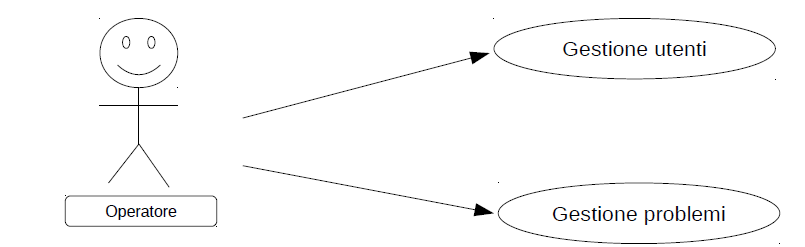 Gestione utenti
Operatore
Gestione problemi